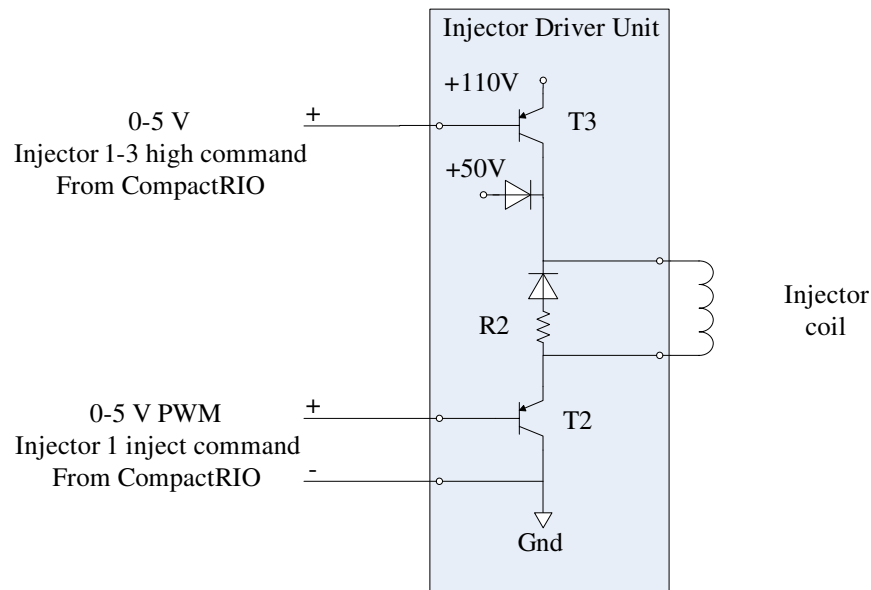 Injector Driver Unit
+110V
T3
+
0-5 V
Injector 1-3 high command
From CompactRIO
+50V
R2
Injector
coil
+
0-5 V PWM
Injector 1 inject command
From CompactRIO
-
T2
Gnd